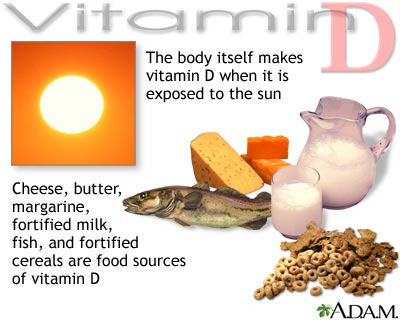 Vitamin D
The body itself makes
vitamin D when it is
exposed to the sun
Cheese, butter,
margarine,
fortified milk,
fish, and fortified
cereals are food sources
of vitamin D
ADAM.